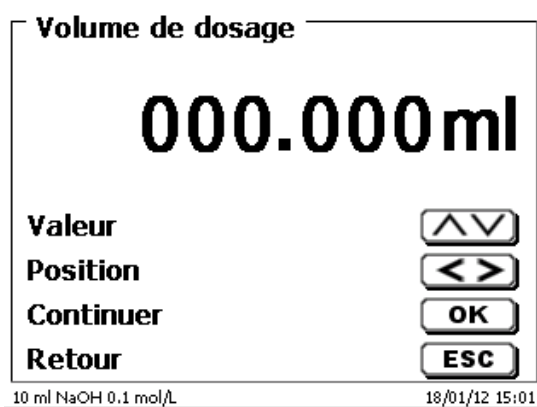 Volume de dosage
000.000ml
Valeur ∧∨
Position < >
Continuer OK
Retour ESC
10 ml NaOH 0.1 mol/L 18/01/12 15:01